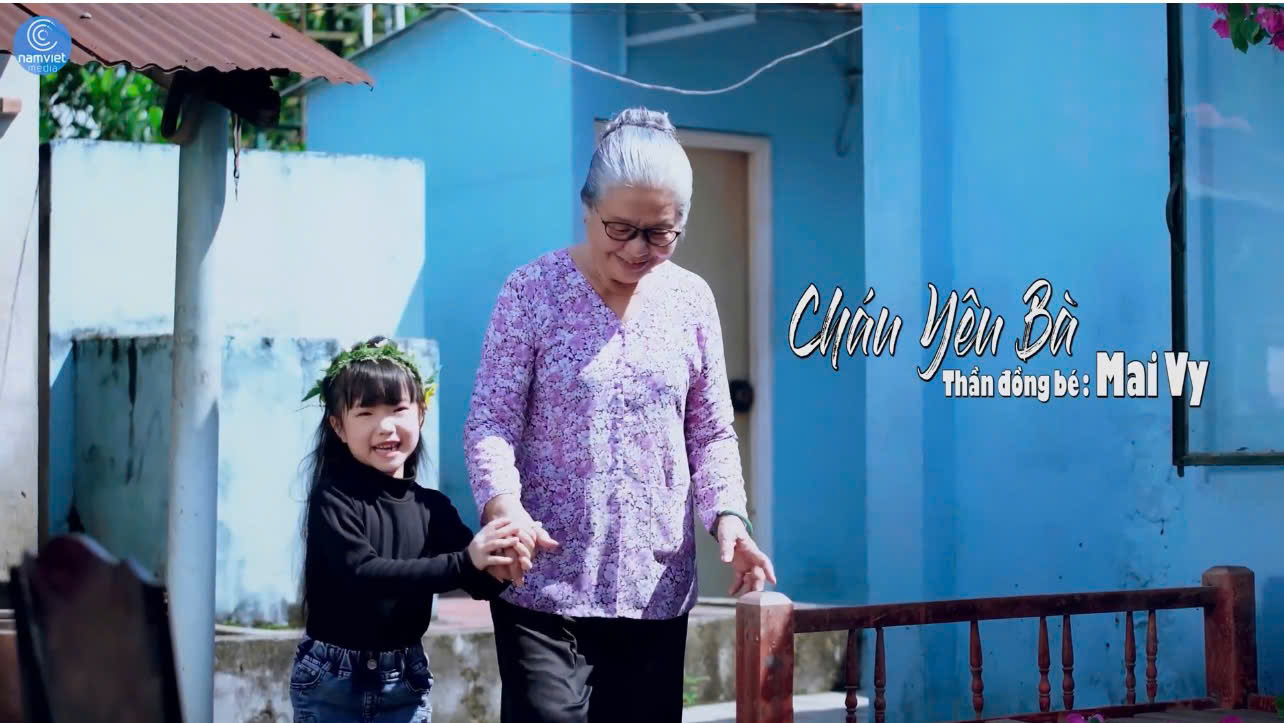 namviet
media
Cháu Yêu Bà
Thần đồng bé: Mai Vy